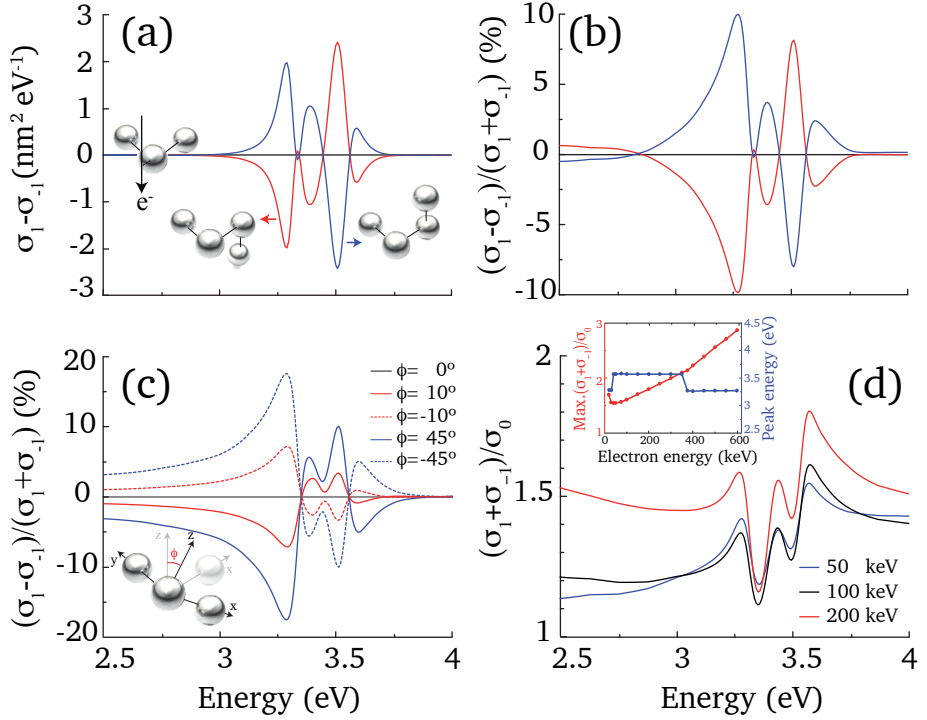 (a)
σ₁-σ₋₁(nm² eV⁻¹)
3
2
1
0
-1
-2
-3
e⁻
(b)
(σ₁-σ₋₁)/(σ₁+σ₋₁) (%)
10
5
0
-5
-10
(c)
(σ₁-σ₋₁)/(σ₁+σ₋₁) (%)
20
10
0
-10
-20
ϕ= 0º
ϕ= 10º
ϕ=-10º
ϕ= 45º
ϕ=-45º
z
z
ϕ
y
x
x
2.5
3
3.5
4
Energy (eV)
(d)
(σ₁+σ₋₁)/σ₀
2
1.5
1
Max.(σ₁+σ₋₁)/σ₀
3
2
1
Peak energy (eV)
4.5
3.5
3
2.5
0
200
400
600
Electron energy (keV)
50 keV
100 keV
200 keV
2.5
3
3.5
4
Energy (eV)